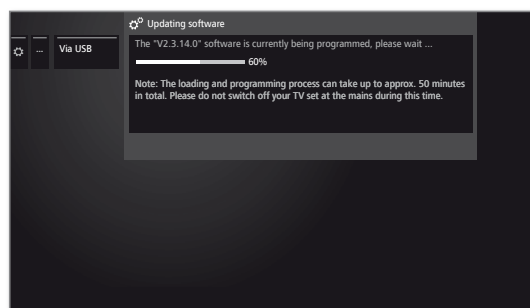 Updating software
... Via USB
The "V2.3.14.0" software is currently being programmed, please wait ...
60%
Note: The loading and programming process can take up to approx. 50 minutes
in total. Please do not switch off your TV set at the mains during this time.